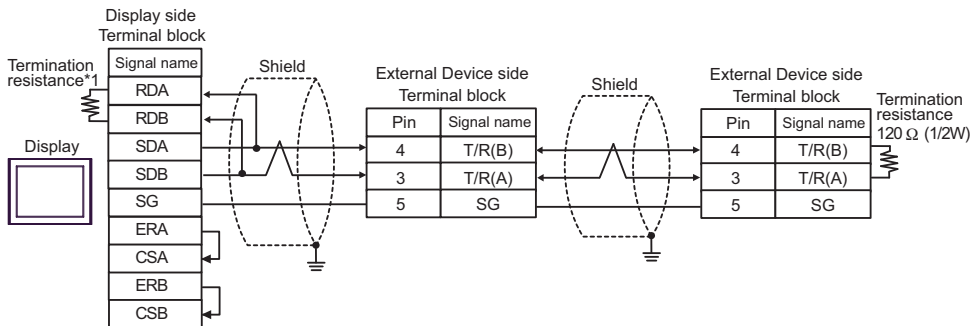 Display side
Terminal block
Signal name
Termination
resistance*1
RDA
RDB
SDA
SDB
SG
ERA
CSA
ERB
CSB
Display
Shield
External Device side
Terminal block
Pin Signal name
4 T/R(B)
3 T/R(A)
5 SG
Shield
External Device side
Terminal block
Pin Signal name
4 T/R(B)
3 T/R(A)
5 SG
Termination
resistance
120 Ω (1/2W)